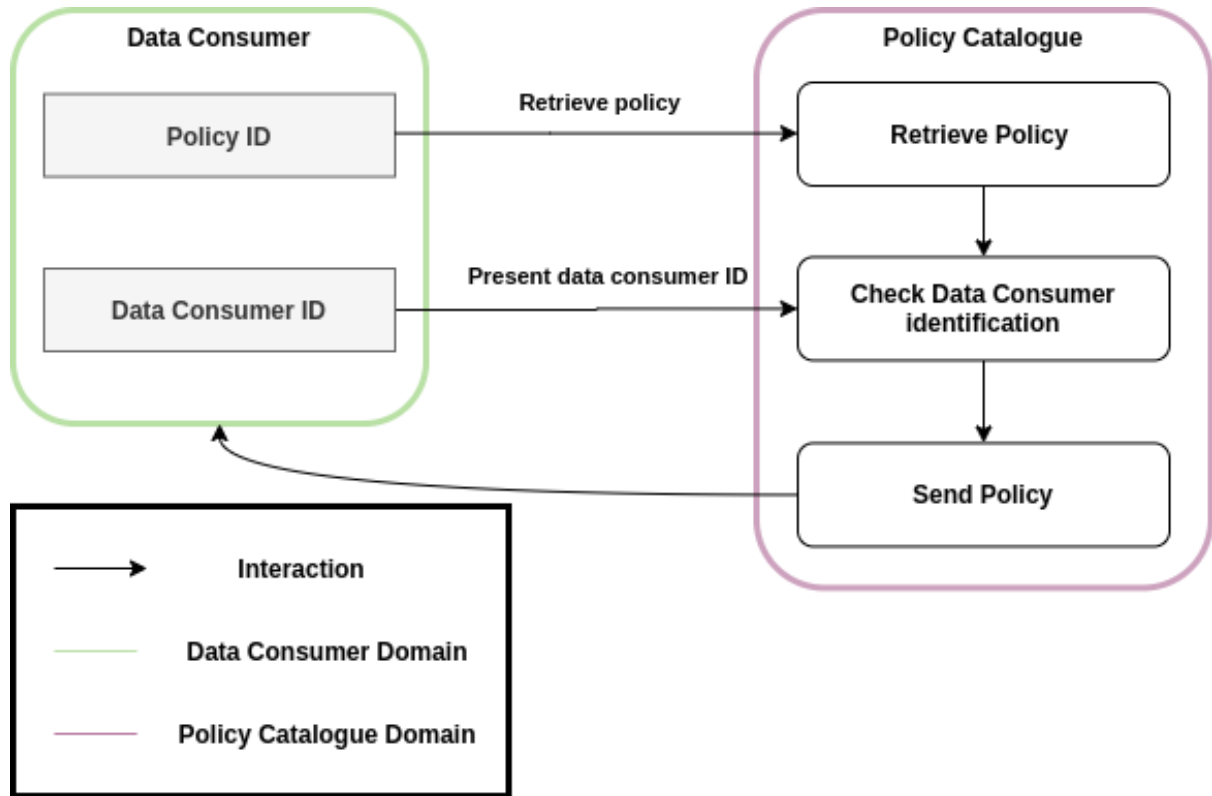 Data Consumer
Policy Catalogue
Retrieve policy
Policy ID
Retrieve Policy
Present data consumer ID
Data Consumer ID
Check Data Consumer
identification
Send Policy
Interaction
Data Consumer Domain
Policy Catalogue Domain